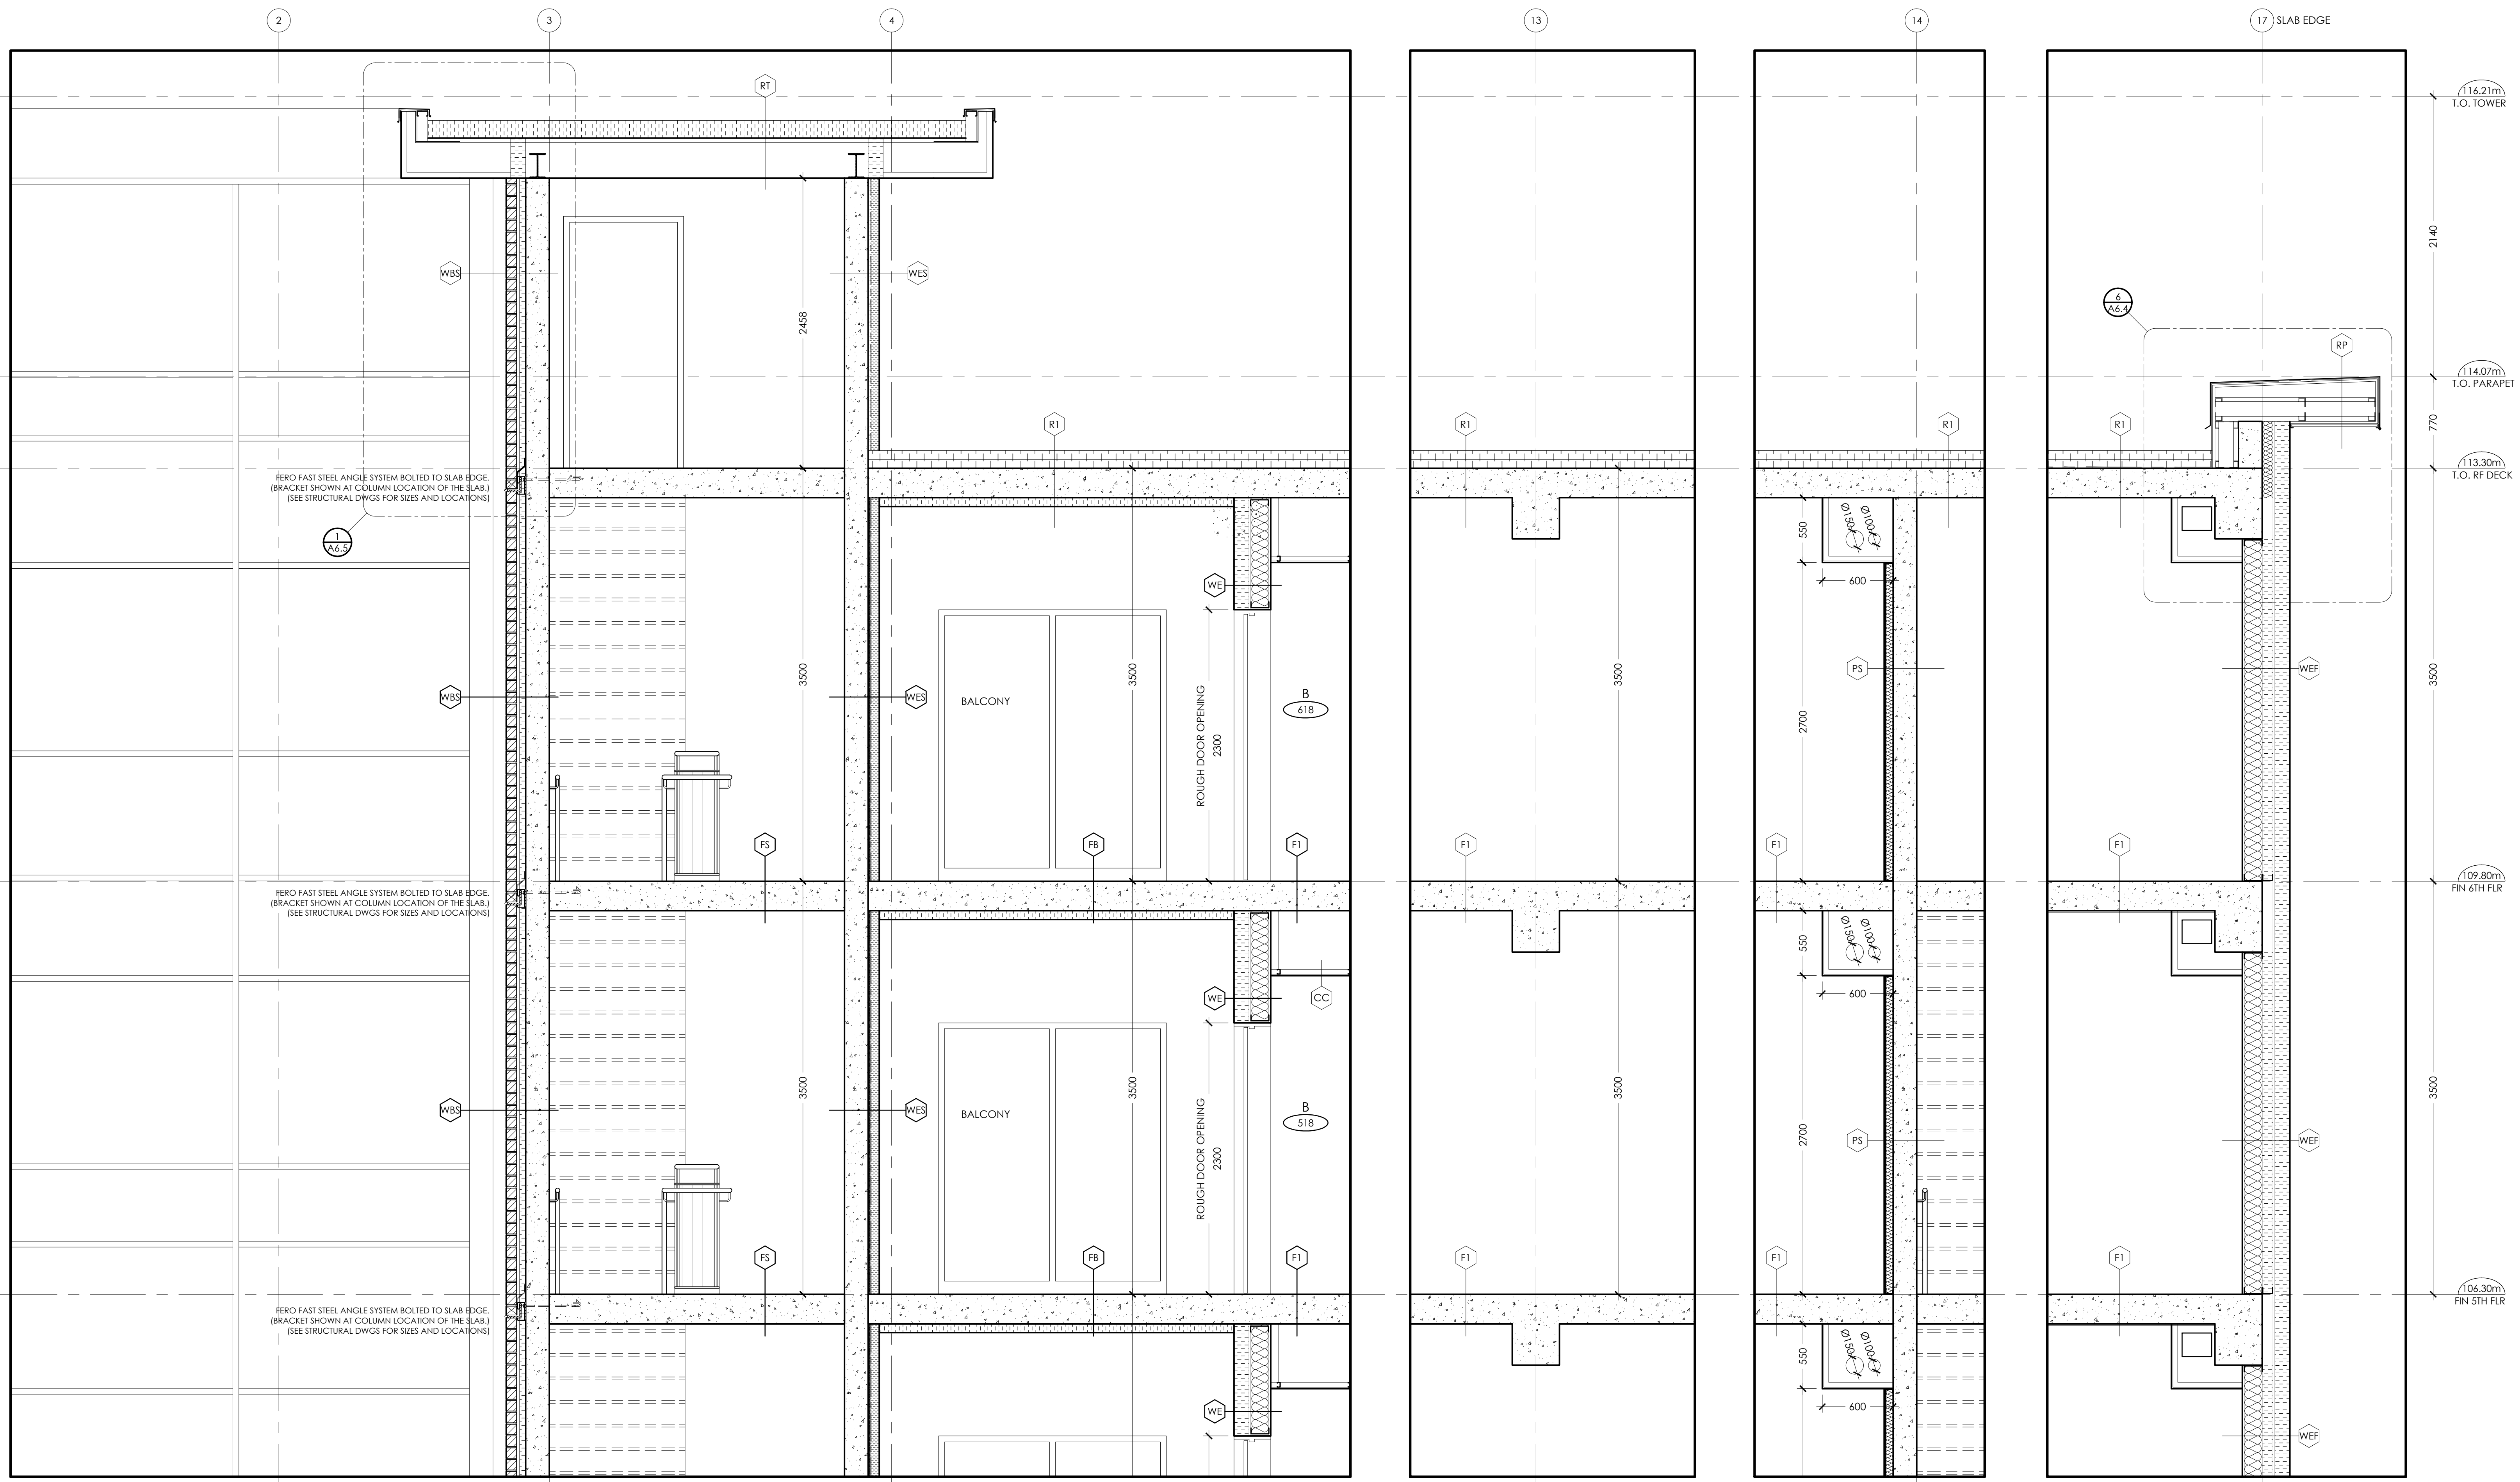 2
3
4
13
14
17 SLAB EDGE
116.21m
T.O. TOWER
RT
2140
WBS
WES
2458
6
A6.4
RP
114.07m
T.O. PARAPET
R1
R1
R1
R1
770
113.30m
T.O. RF DECK
FERO FAST STEEL ANGLE SYSTEM BOLTED TO SLAB EDGE.
(BRACKET SHOWN AT COLUMN LOCATION OF THE SLAB.)
(SEE STRUCTURAL DWGS FOR SIZES AND LOCATIONS)
1
A6.5
550
Ø150
Ø100
600
WE
WBS
3500
WES
BALCONY
3500
ROUGH DOOR OPENING
2300
B
618
3500
2700
PS
WEF
3500
FS
FB
F1
F1
F1
F1
109.80m
FIN 6TH FLR
FERO FAST STEEL ANGLE SYSTEM BOLTED TO SLAB EDGE.
(BRACKET SHOWN AT COLUMN LOCATION OF THE SLAB.)
(SEE STRUCTURAL DWGS FOR SIZES AND LOCATIONS)
550
Ø150
Ø100
600
WE
CC
WBS
3500
WES
BALCONY
3500
ROUGH DOOR OPENING
2300
B
518
3500
2700
PS
WEF
3500
FS
FB
F1
F1
F1
F1
106.30m
FIN 5TH FLR
FERO FAST STEEL ANGLE SYSTEM BOLTED TO SLAB EDGE.
(BRACKET SHOWN AT COLUMN LOCATION OF THE SLAB.)
(SEE STRUCTURAL DWGS FOR SIZES AND LOCATIONS)
550
Ø150
Ø100
600
WE
WEF